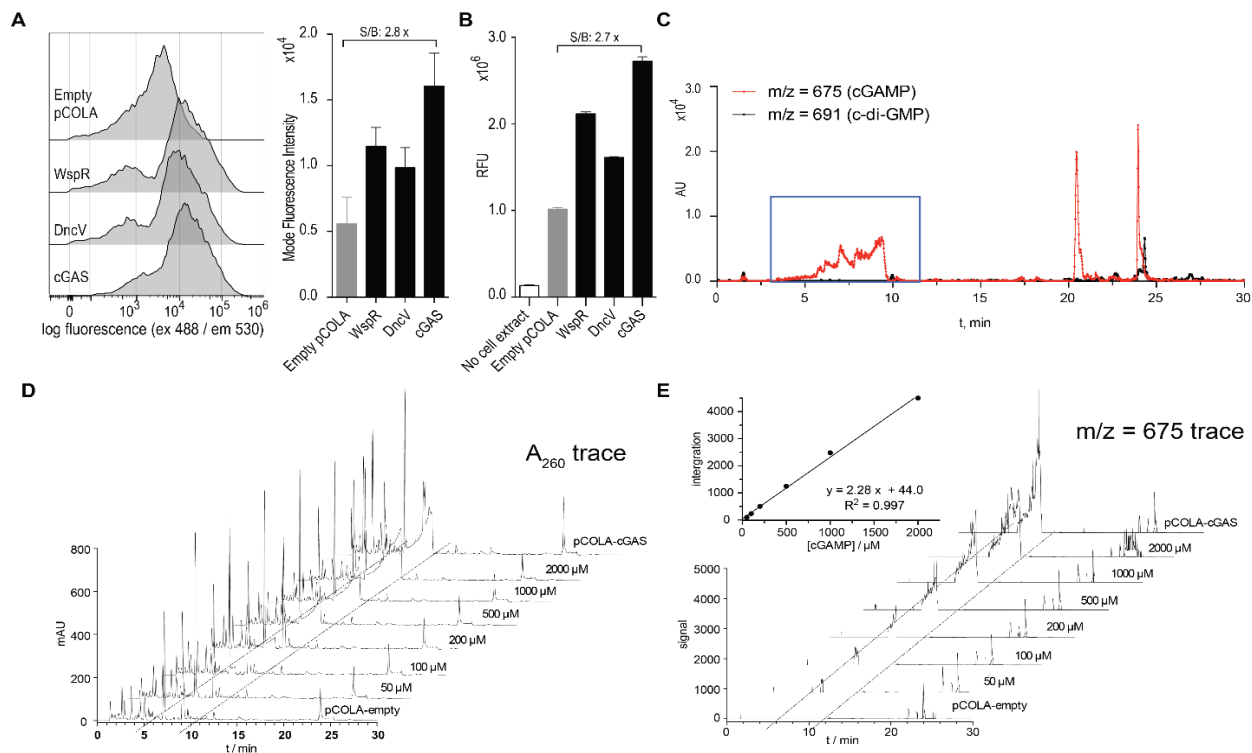 A
Empty
pCOLA
WspR
DncV
cGAS
0
10³
10⁴
10⁵
10⁶
log fluorescence (ex 488 / em 530)
x10⁴
Mode Fluorescence Intensity
2.0
1.5
1.0
0.5
0.0
S/B: 2.8 x
Empty pCOLA
WspR
DncV
cGAS
B
x10⁶
RFU
3.0
2.0
1.0
0.0
S/B: 2.7 x
No cell extract
Empty pCOLA
WspR
DncV
cGAS
C
x10⁴
AU
3.0
2.0
1.0
0.0
m/z = 675 (cGAMP)
m/z = 691 (c-di-GMP)
0 5 10 15 20 25 30
t, min
D
A₂₆₀ trace
800
600
400
200
0
mAU
pCOLA-cGAS
2000 µM
1000 µM
500 µM
200 µM
100 µM
50 µM
pCOLA-empty
0 5 10 15 20 25 30
t / min
E
m/z = 675 trace
4000
3000
2000
1000
0
intergration
y = 2.28 x + 44.0
R² = 0.997
0 500 1000 1500 2000
[cGAMP] / µM
5000
4000
3000
2000
1000
0
signal
pCOLA-cGAS
2000 µM
1000 µM
500 µM
200 µM
100 µM
50 µM
pCOLA-empty
0 10 20 30
t / min